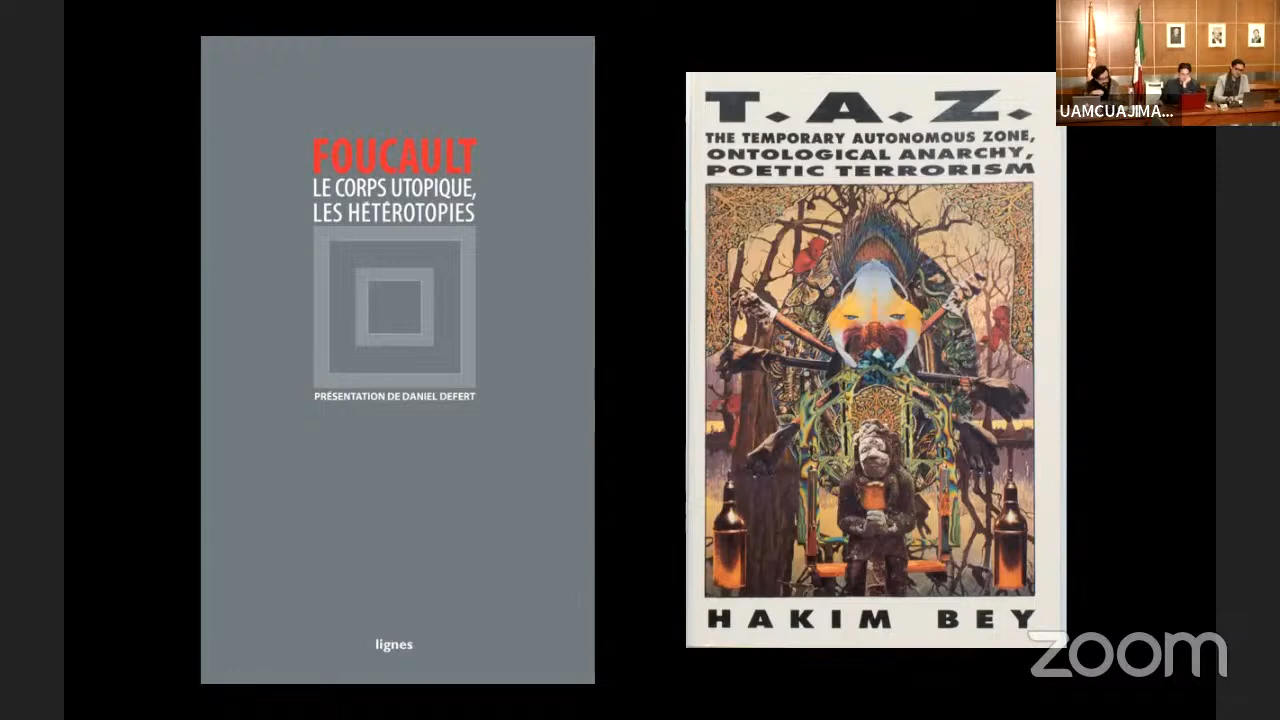 FOUCAULT
LE CORPS UTOPIQUE,
LES HÉTÉROTOPIES
PRÉSENTATION DE DANIEL DEFERT
lignes
T.A.Z.
THE TEMPORARY AUTONOMOUS ZONE,
ONTOLOGICAL ANARCHY,
POETIC TERRORISM
HAKIM BEY
UAMCUAJIMA...
zoom